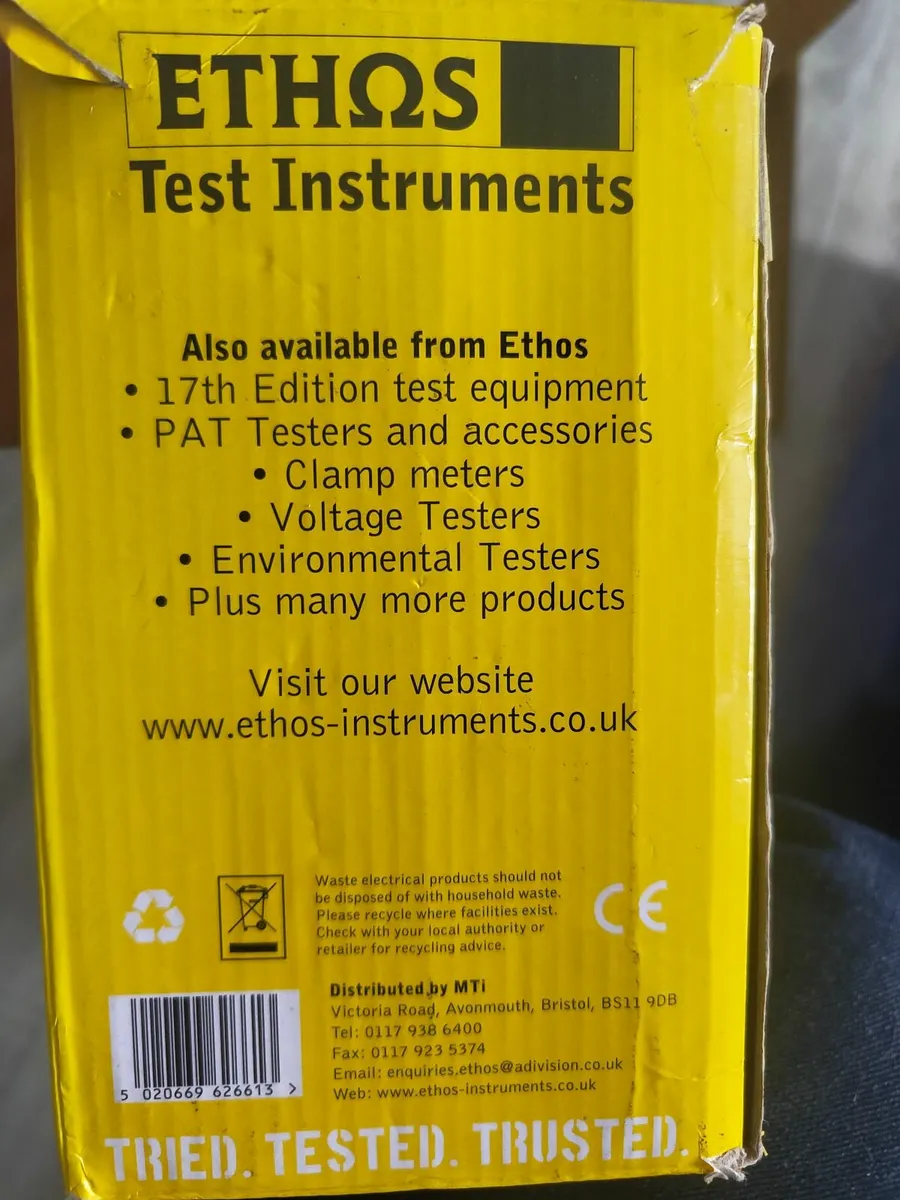 ETHΩS
Test Instruments
Also available from Ethos
• 17th Edition test equipment
• PAT Testers and accessories
• Clamp meters
• Voltage Testers
• Environmental Testers
• Plus many more products
Visit our website
www.ethos-instruments.co.uk
Waste electrical products should not
be disposed of with household waste.
Please recycle where facilities exist.
Check with your local authority or
retailer for recycling advice.
CE
Distributed by MTi
Victoria Road, Avonmouth, Bristol, BS11 9DB
Tel: 0117 938 6400
Fax: 0117 923 5374
Email: enquiries.ethos@adivision.co.uk
Web: www.ethos-instruments.co.uk
5 020669 626613 >
TRIED. TESTED. TRUSTED.